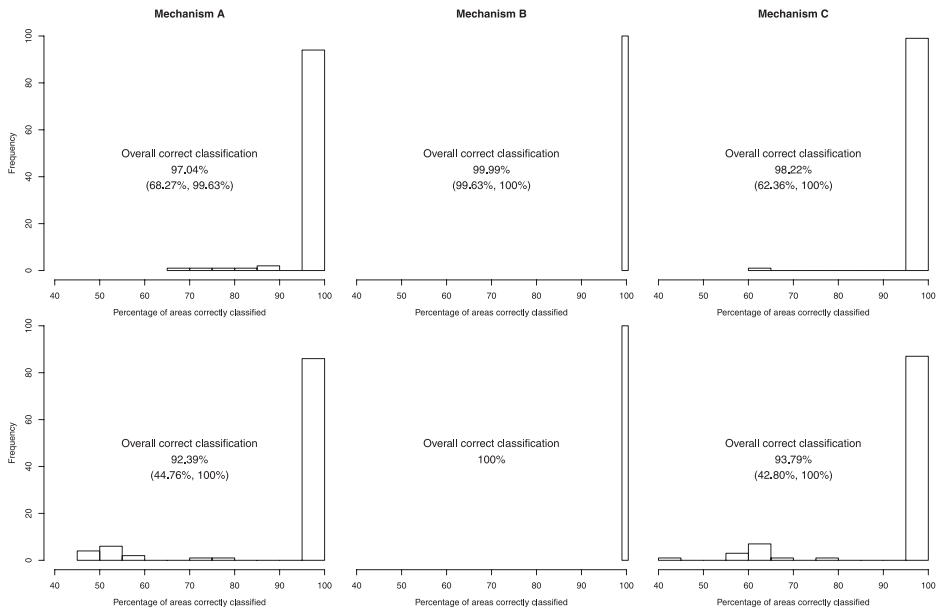 Mechanism A
Mechanism B
Mechanism C
Frequency
100
80
60
40
20
0
Overall correct classification
97.04%
(68.27%, 99.63%)
Overall correct classification
99.99%
(99.63%, 100%)
Overall correct classification
98.22%
(62.36%, 100%)
40 50 60 70 80 90 100
40 50 60 70 80 90 100
40 50 60 70 80 90 100
Percentage of areas correctly classified
Percentage of areas correctly classified
Percentage of areas correctly classified
Frequency
100
80
60
40
20
0
Overall correct classification
92.39%
(44.76%, 100%)
Overall correct classification
100%
Overall correct classification
93.79%
(42.80%, 100%)
40 50 60 70 80 90 100
40 50 60 70 80 90 100
40 50 60 70 80 90 100
Percentage of areas correctly classified
Percentage of areas correctly classified
Percentage of areas correctly classified